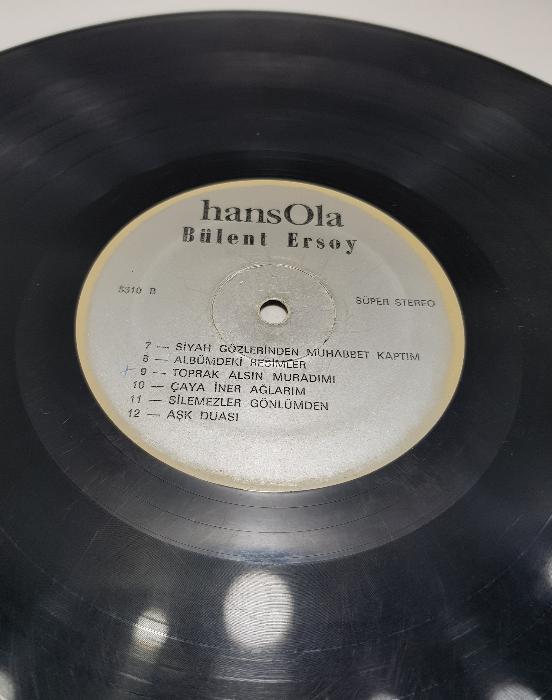 hansOla
Bülent Ersoy
5310 B
SÜPER STEREO
7 — SİYAH GÖZLERİNDEN MUHABBET KAPTIM
8 — ALBÜMDEKİ RESİMLER
9 -- TOPRAK ALSIN MURADIMI
10 — ÇAYA İNER AĞLARIM
11 — SİLEMEZLER GÖNLÜMDEN
12 — AŞK DUASI